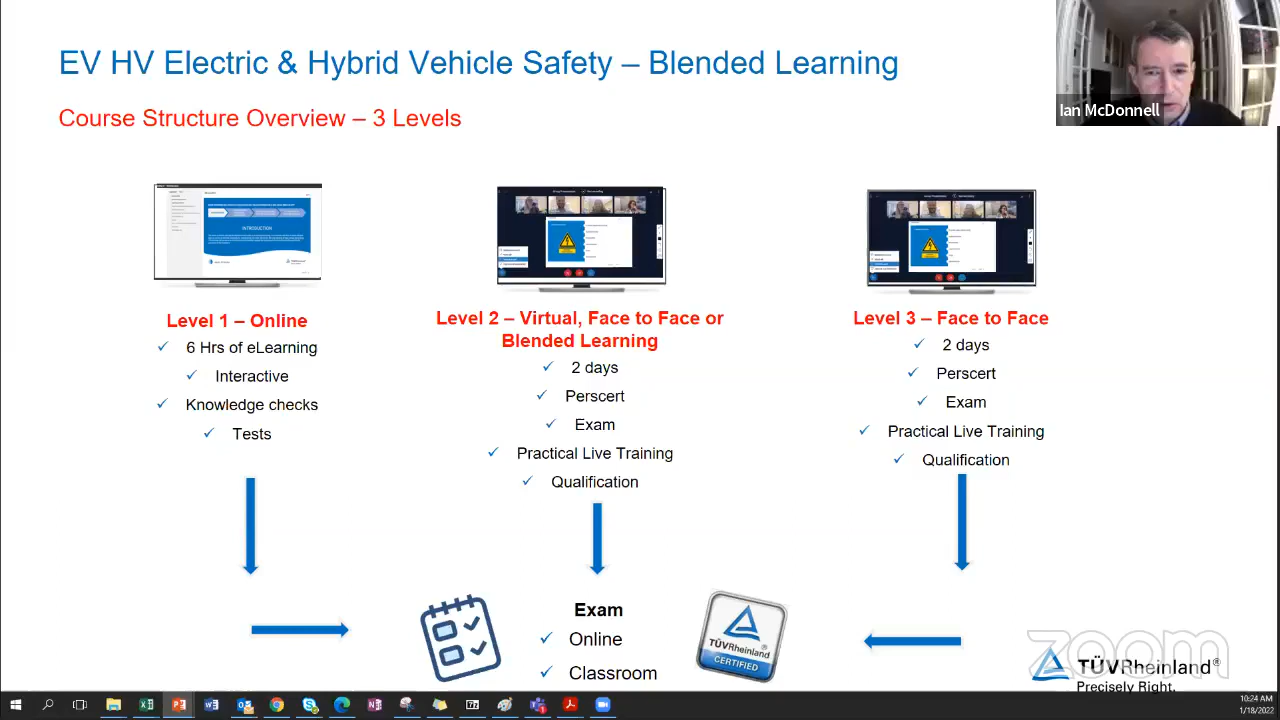 EV HV Electric & Hybrid Vehicle Safety – Blended Learning
Ian McDonnell
Course Structure Overview – 3 Levels
INTRODUCTION
Level 1 – Online
6 Hrs of eLearning
Interactive
Knowledge checks
Tests
Level 2 – Virtual, Face to Face or
Blended Learning
2 days
Perscert
Exam
Practical Live Training
Qualification
Level 3 – Face to Face
2 days
Perscert
Exam
Practical Live Training
Qualification
Exam
Online
Classroom
TÜVRheinland®
CERTIFIED
zoom
TÜVRheinland®
Precisely Right.
10:24 AM
1/18/2022